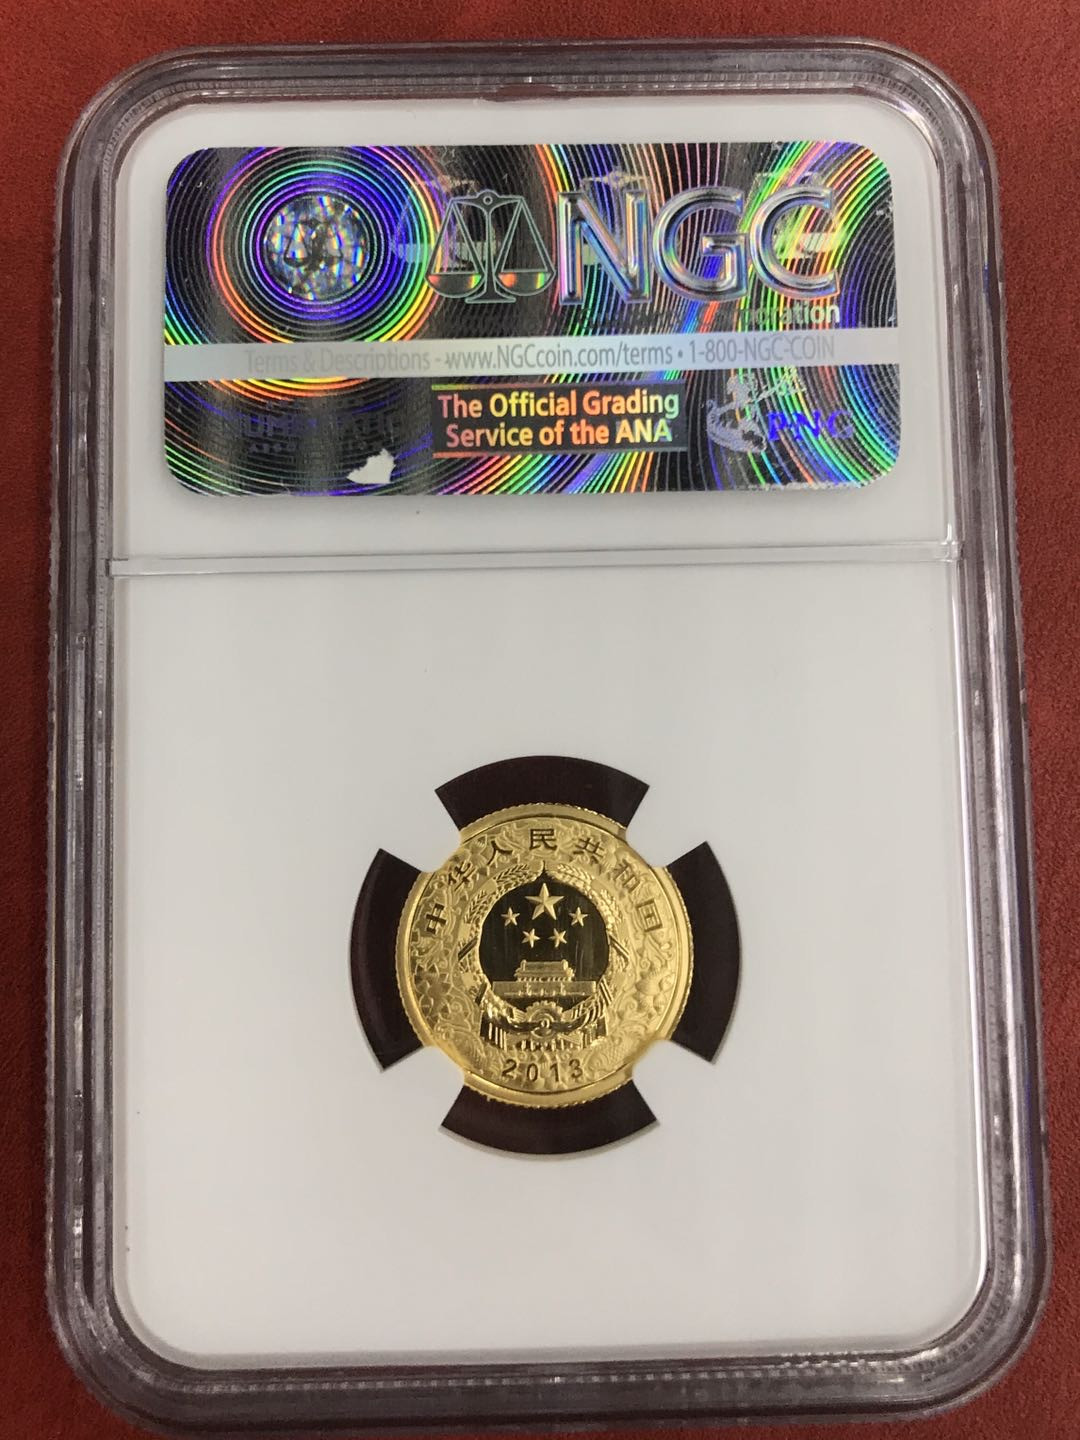 NGC
Terms & Descriptions - www.NGCcoin.com/terms • 1-800-NGC-COIN
The Official Grading
Service of the ANA
PNG
中华人民共和国
2013